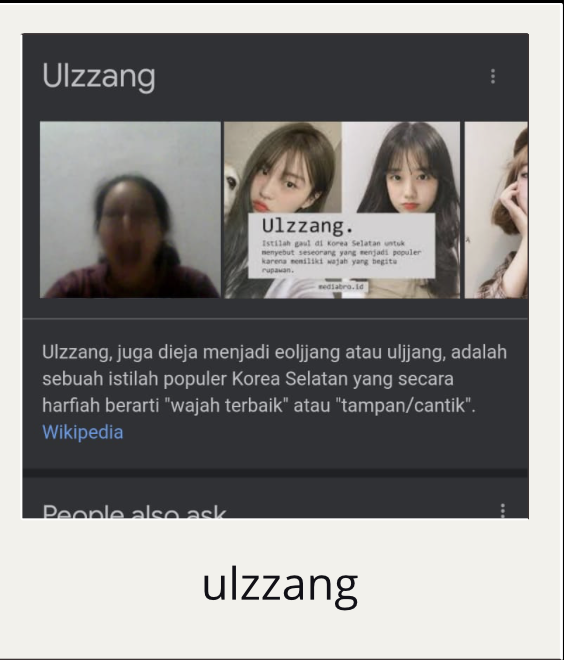 Ulzzang
Ulzzang.
Istilah gaul di Korea Selatan untuk
menyebut seseorang yang menjadi populer
karena memiliki wajah yang begitu
rupawan.
mediabro.id
Ulzzang, juga dieja menjadi eoljjang atau uljjang, adalah
sebuah istilah populer Korea Selatan yang secara
harfiah berarti "wajah terbaik" atau "tampan/cantik".
Wikipedia
People also ask
ulzzang